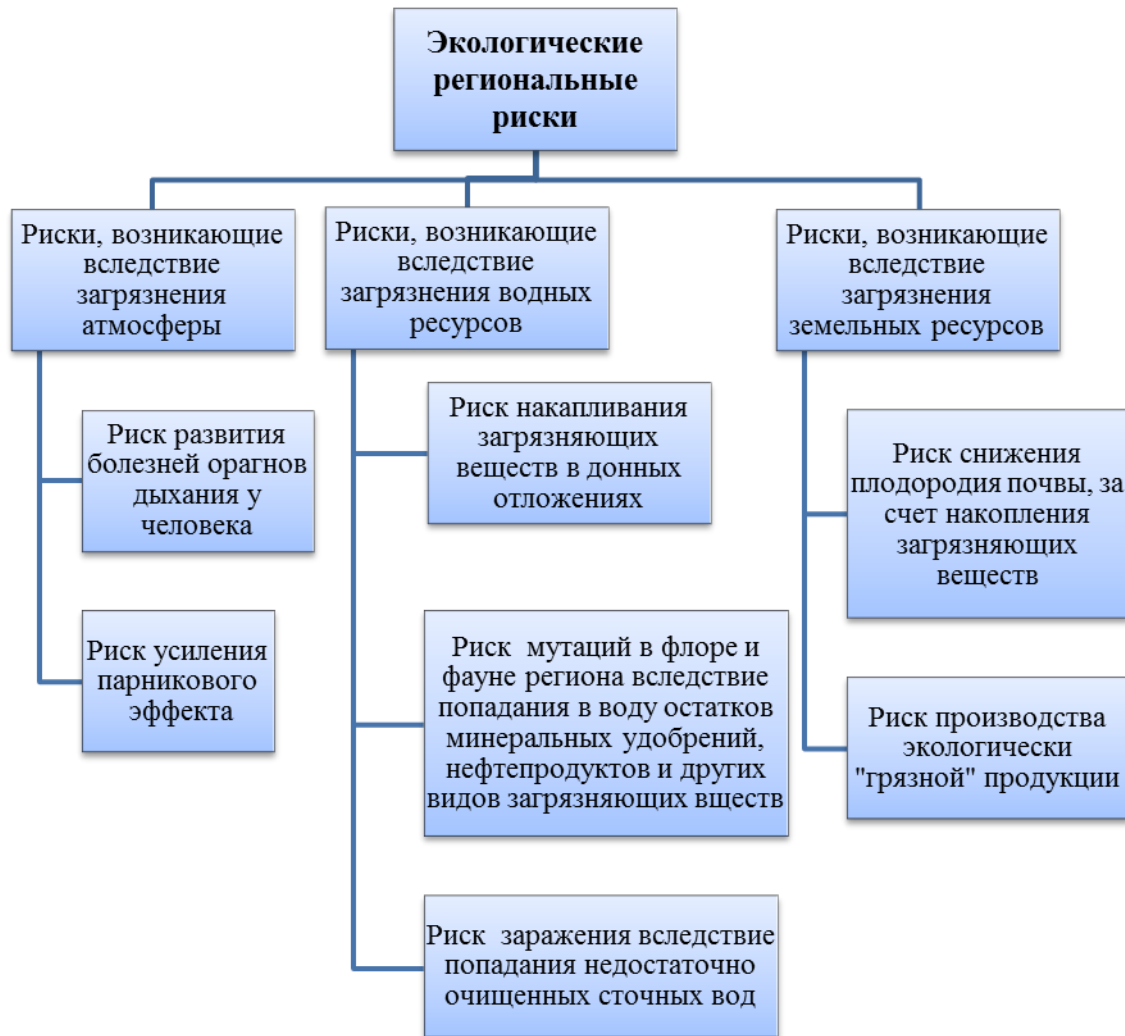 Экологические
региональные
риски
Риски, возникающие
вследствие
загрязнения
атмосферы
Риск развития
болезней орагнов
дыхания у
человека
Риск усиления
парникового
эффекта
Риски, возникающие
вследствие
загрязнения водных
ресурсов
Риск накапливания
загрязняющих
веществ в донных
отложениях
Риск мутаций в флоре и
фауне региона вследствие
попадания в воду остатков
минеральных удобрений,
нефтепродуктов и других
видов загрязняющих вществ
Риск заражения вследствие
попадания недостаточно
очищенных сточных вод
Риски, возникающие
вследствие
загрязнения
земельных ресурсов
Риск снижения
плодородия почвы, за
счет накопления
загрязняющих
веществ
Риск производства
экологически
"грязной" продукции